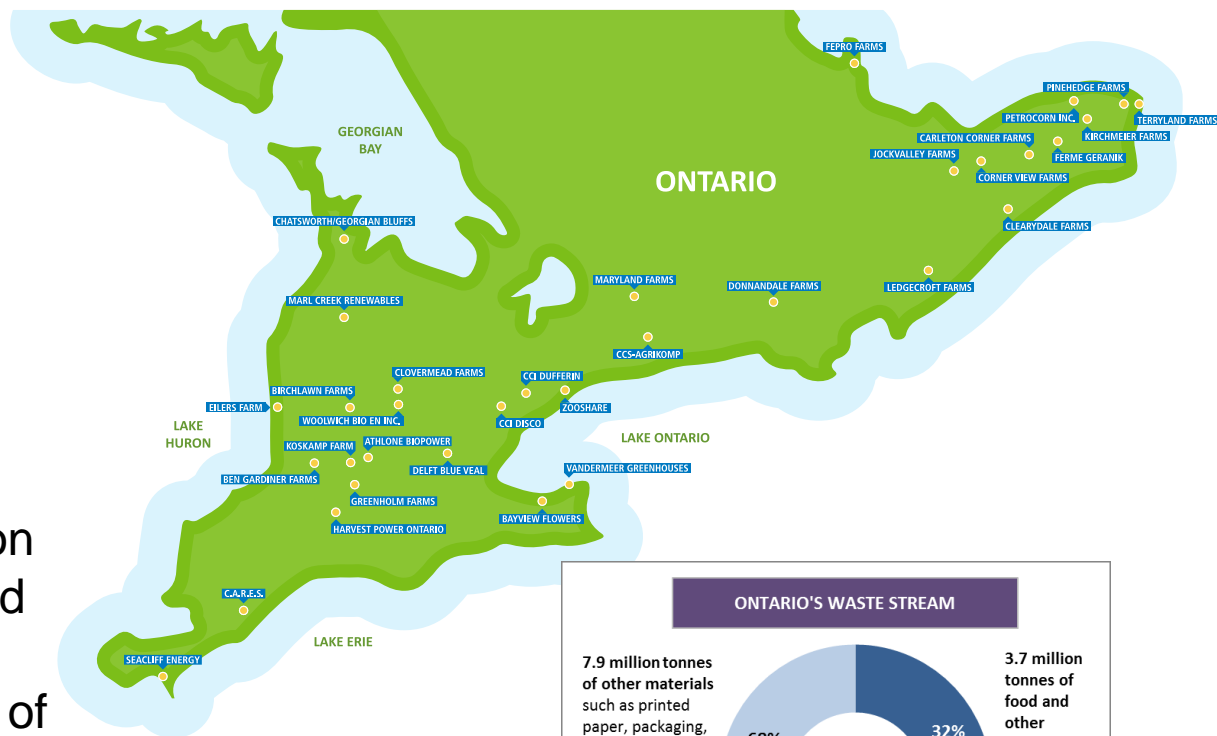 FEPRO FARMS
PINEHEDGE FARMS
PETROCORN INC.
TERRYLAND FARMS
KIRCHMEIER FARMS
CARLETON CORNER FARMS
FERME GERANIK
JOCKVALLEY FARMS
CORNER VIEW FARMS
CLEARYDALE FARMS
GEORGIAN
BAY
ONTARIO
CHATSWORTH/GEORGIAN BLUFFS
MARYLAND FARMS
DONNANDALE FARMS
LEDGECROFT FARMS
MARL CREEK RENEWABLES
CCS-AGRIKOMP
CLOVERMEAD FARMS
CCI DUFFERIN
BIRCHLAWN FARMS
EILERS FARM
ZOOSHARE
WOOLWICH BIO EN INC.
CCI DISCO
LAKE
HURON
LAKE ONTARIO
KOSKAMP FARM
ATHLONE BIOPOWER
BEN GARDINER FARMS
DELFT BLUE VEAL
VANDERMEER GREENHOUSES
GREENHOLM FARMS
BAYVIEW FLOWERS
HARVEST POWER ONTARIO
on
d
of
C.A.R.E.S.
LAKE ERIE
SEACLIFF ENERGY
ONTARIO'S WASTE STREAM
7.9 million tonnes
of other materials
such as printed
paper, packaging,
68%
32%
3.7 million
tonnes of
food and
other